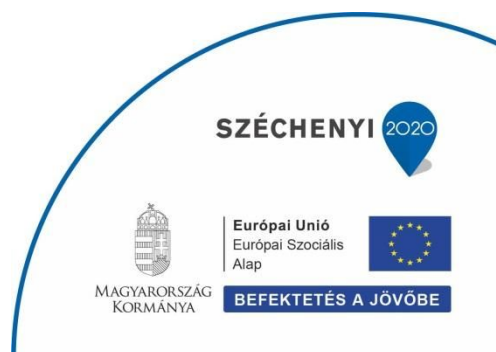 SZÉCHENYI 2020
MAGYARORSZÁG
KORMÁNYA
Európai Unió
Európai Szociális
Alap
BEFEKTETÉS A JÖVŐBE